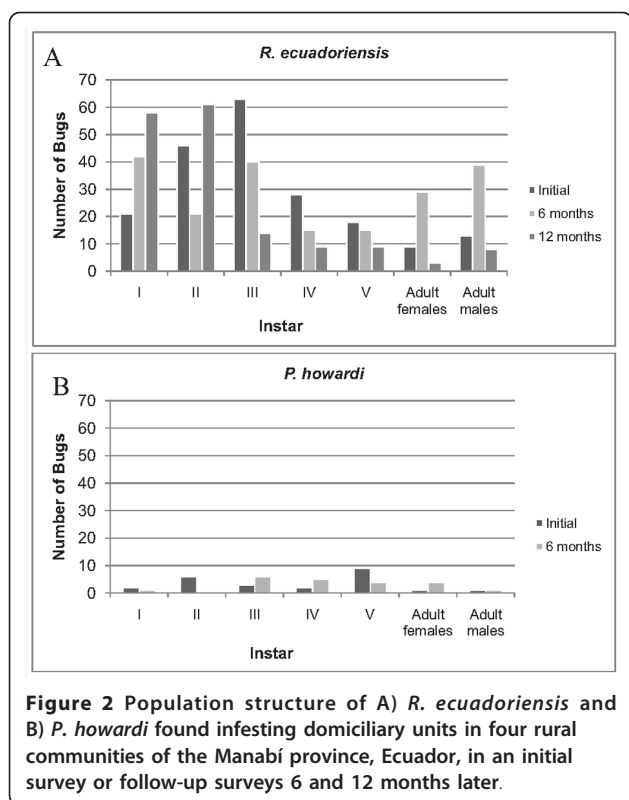 A
R. ecuadoriensis
Number of Bugs
70
60
50
40
30
20
10
0
I II III IV V Adult females Adult males
Instar
Initial
6 months
12 months
B
P. howardi
Number of Bugs
70
60
50
40
30
20
10
0
I II III IV V Adult females Adult males
Instar
Initial
6 months
Figure 2 Population structure of A) R. ecuadoriensis and
B) P. howardi found infesting domiciliary units in four rural
communities of the Manabí province, Ecuador, in an initial
survey or follow-up surveys 6 and 12 months later.